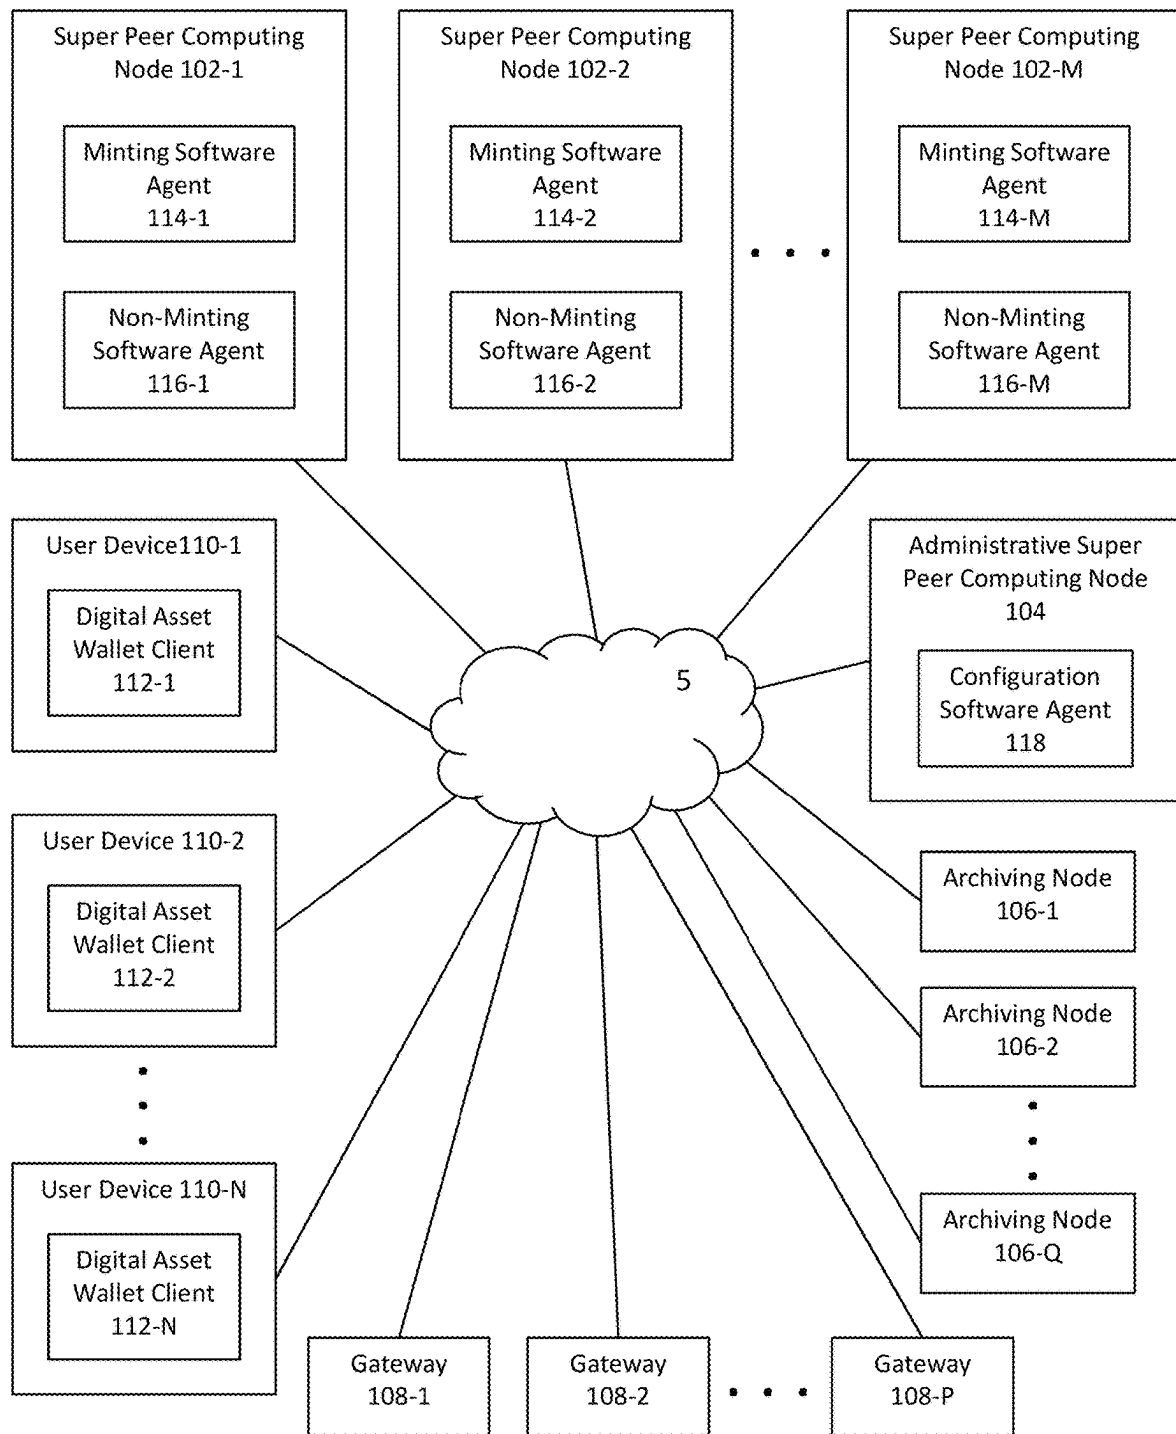 Super Peer Computing
Node 102-1
Minting Software
Agent
114-1
Non-Minting
Software Agent
116-1
Super Peer Computing
Node 102-2
Minting Software
Agent
114-2
Non-Minting
Software Agent
116-2
Super Peer Computing
Node 102-M
Minting Software
Agent
114-M
Non-Minting
Software Agent
116-M
User Device110-1
Digital Asset
Wallet Client
112-1
5
Administrative Super
Peer Computing Node
104
Configuration
Software Agent
118
User Device 110-2
Digital Asset
Wallet Client
112-2
Archiving Node
106-1
Archiving Node
106-2
User Device 110-N
Digital Asset
Wallet Client
112-N
Archiving Node
106-Q
Gateway
108-1
Gateway
108-2
Gateway
108-P